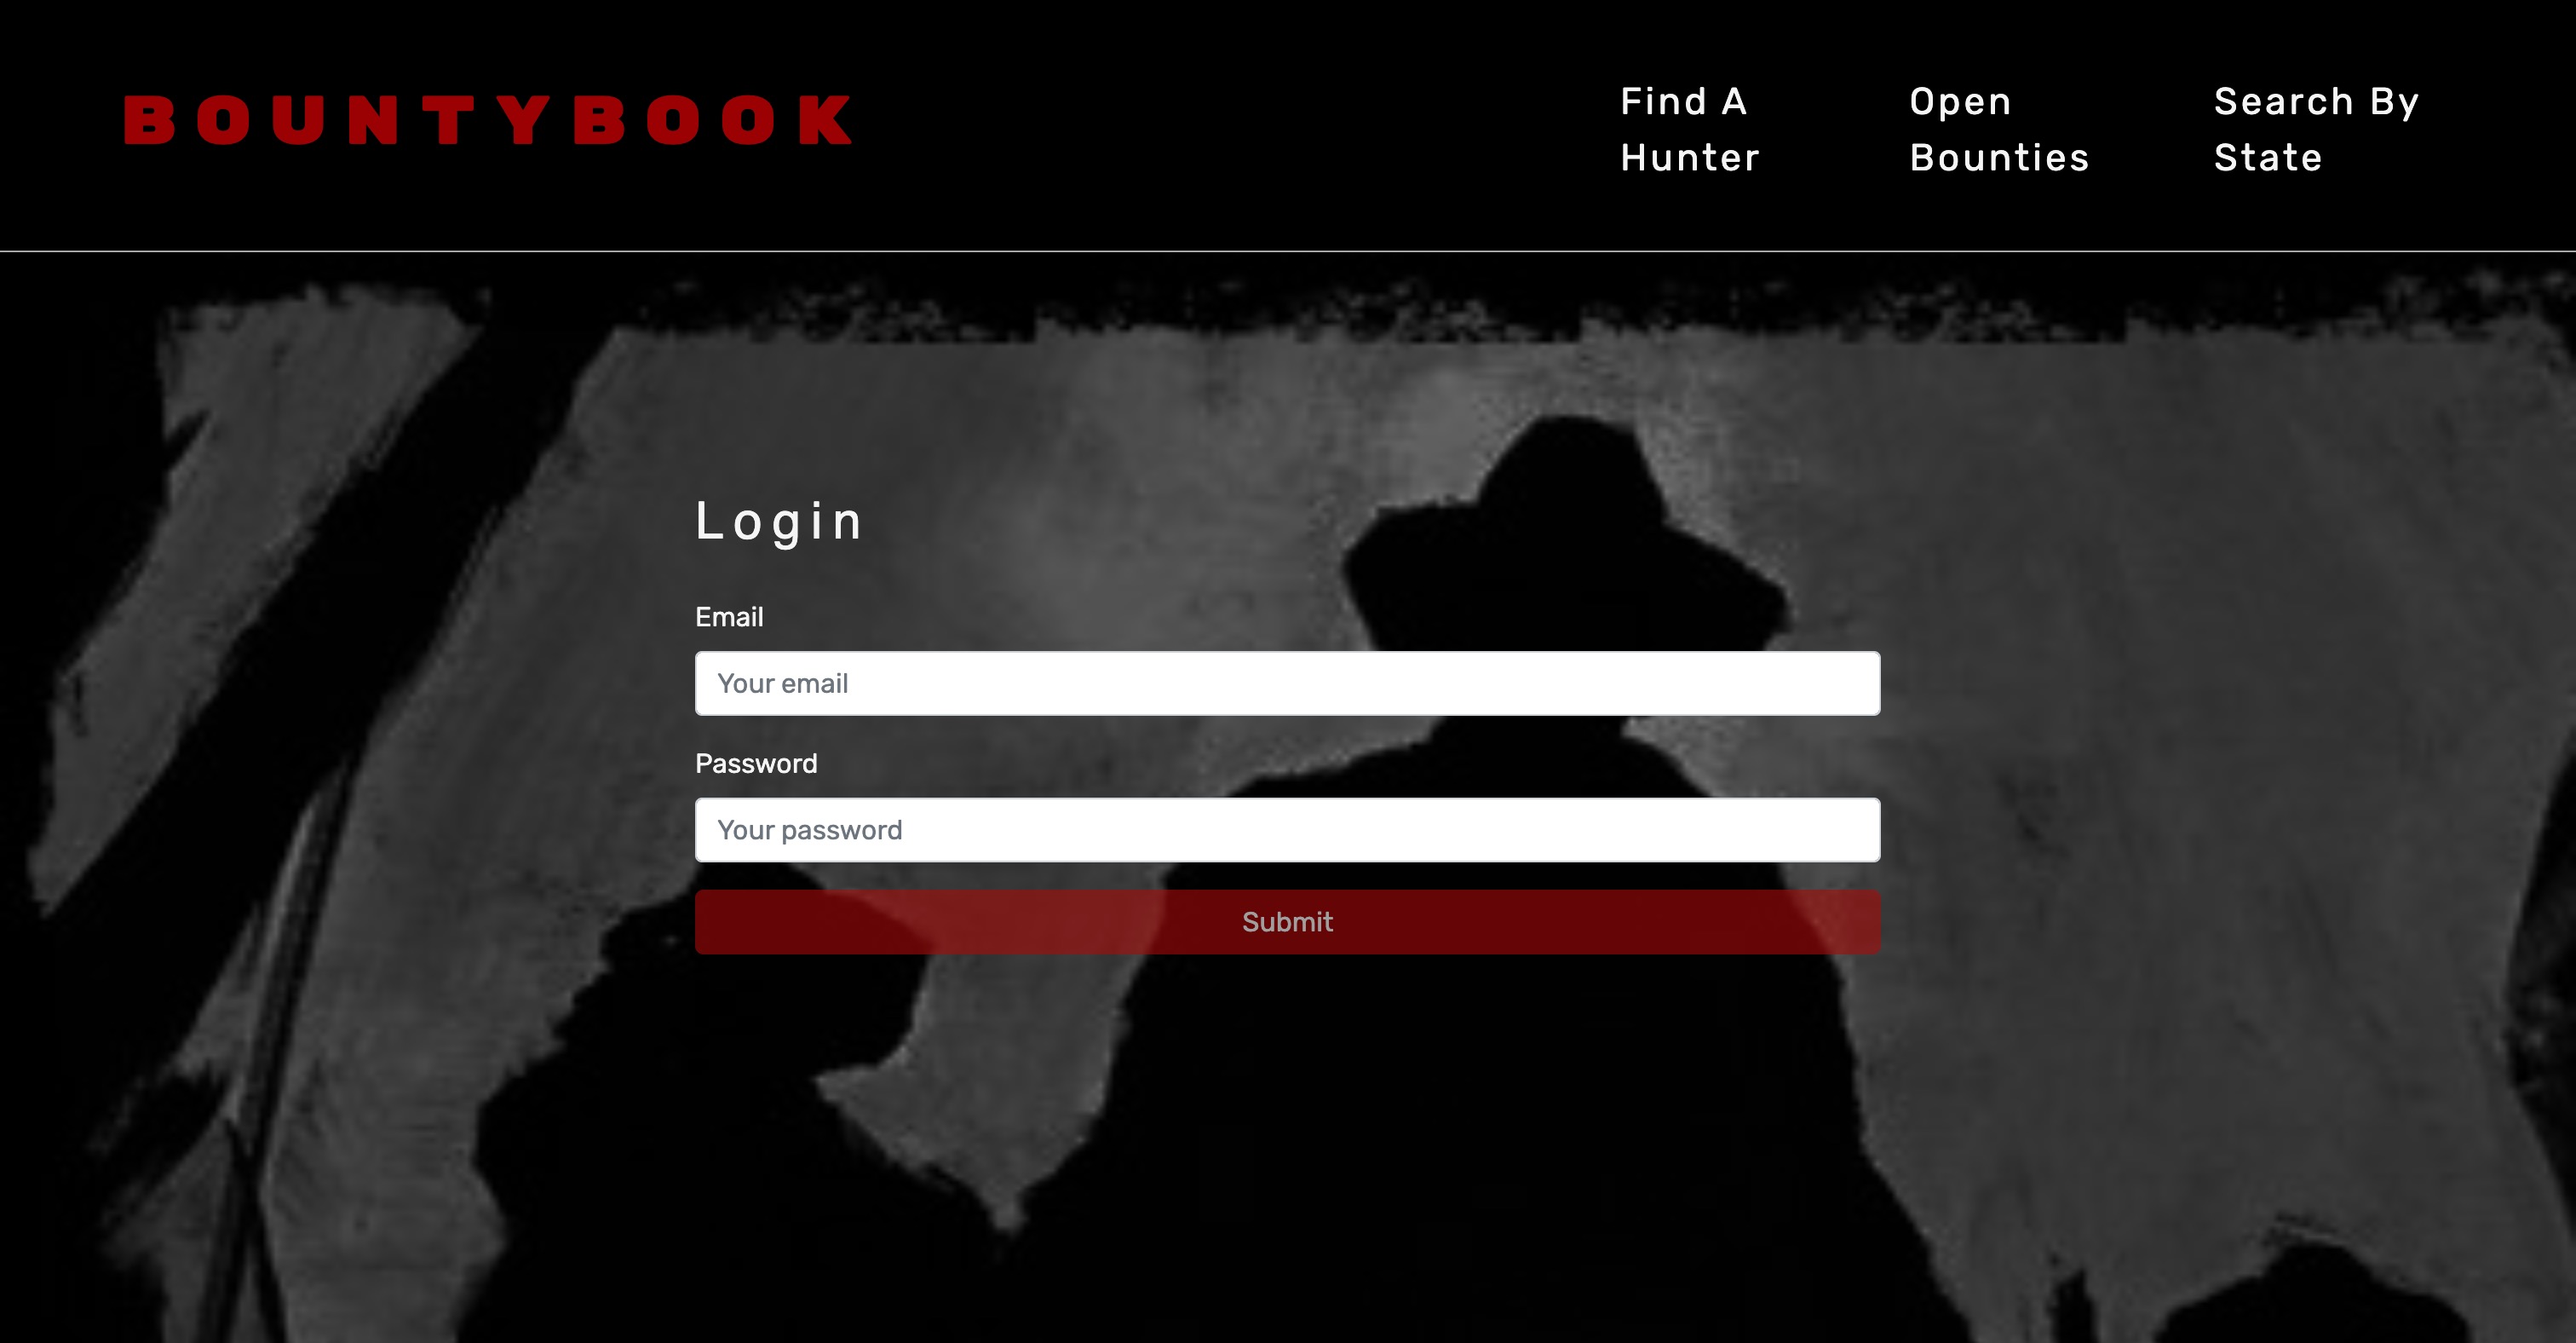 BOUNTYBOOK
Find A
Hunter
Open
Bounties
Search By
State
Login
Email
Your email
Password
Your password
Submit